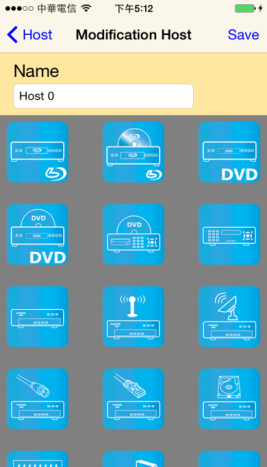 中華電信 下午5:12
Host Modification Host Save
Name
Host 0
DVD
DVD
DVD
DVD